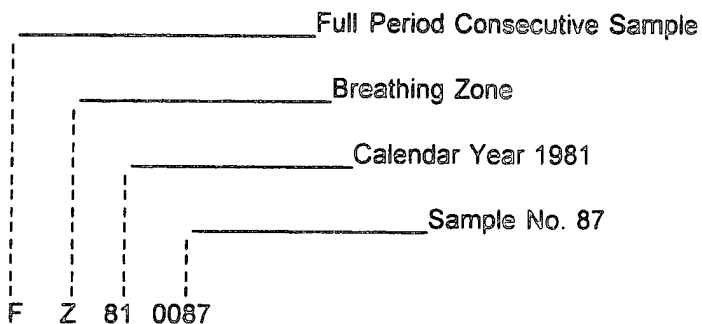 Full Period Consecutive Sample
Breathing Zone
Calendar Year 1981
Sample No. 87
F Z 81 0087